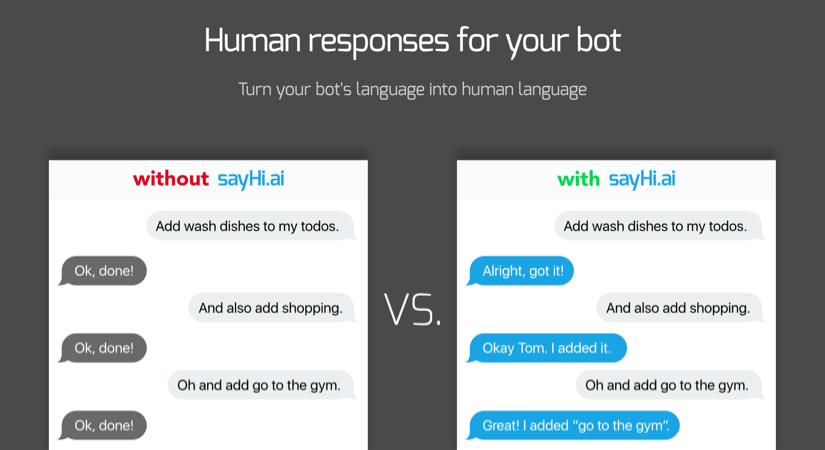 Human responses for your bot
Turn your bot's language into human language
without sayHi.ai
Add wash dishes to my todos.
Ok, done!
And also add shopping.
Ok, done!
Oh and add go to the gym.
Ok, done!
VS.
with sayHi.ai
Add wash dishes to my todos.
Alright, got it!
And also add shopping.
Okay Tom. I added it.
Oh and add go to the gym.
Great! I added “go to the gym”.